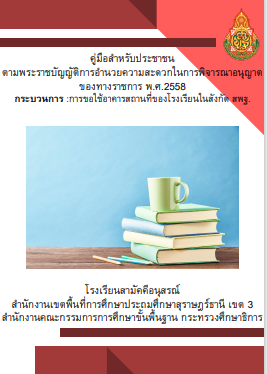 คู่มือสำหรับประชาชน
ตามพระราชบัญญัติการอำนวยความสะดวกในการพิจารณาอนุญาต
ของทางราชการ พ.ศ.2558
กระบวนการ :การขอใช้อาคารสถานที่ของโรงเรียนในสังกัด สพฐ.
โรงเรียนสามัคคีอนุสรณ์
สำนักงานเขตพื้นที่การศึกษาประถมศึกษาสุราษฎร์ธานี เขต 3
สำนักงานคณะกรรมการการศึกษาขั้นพื้นฐาน กระทรวงศึกษาธิการ